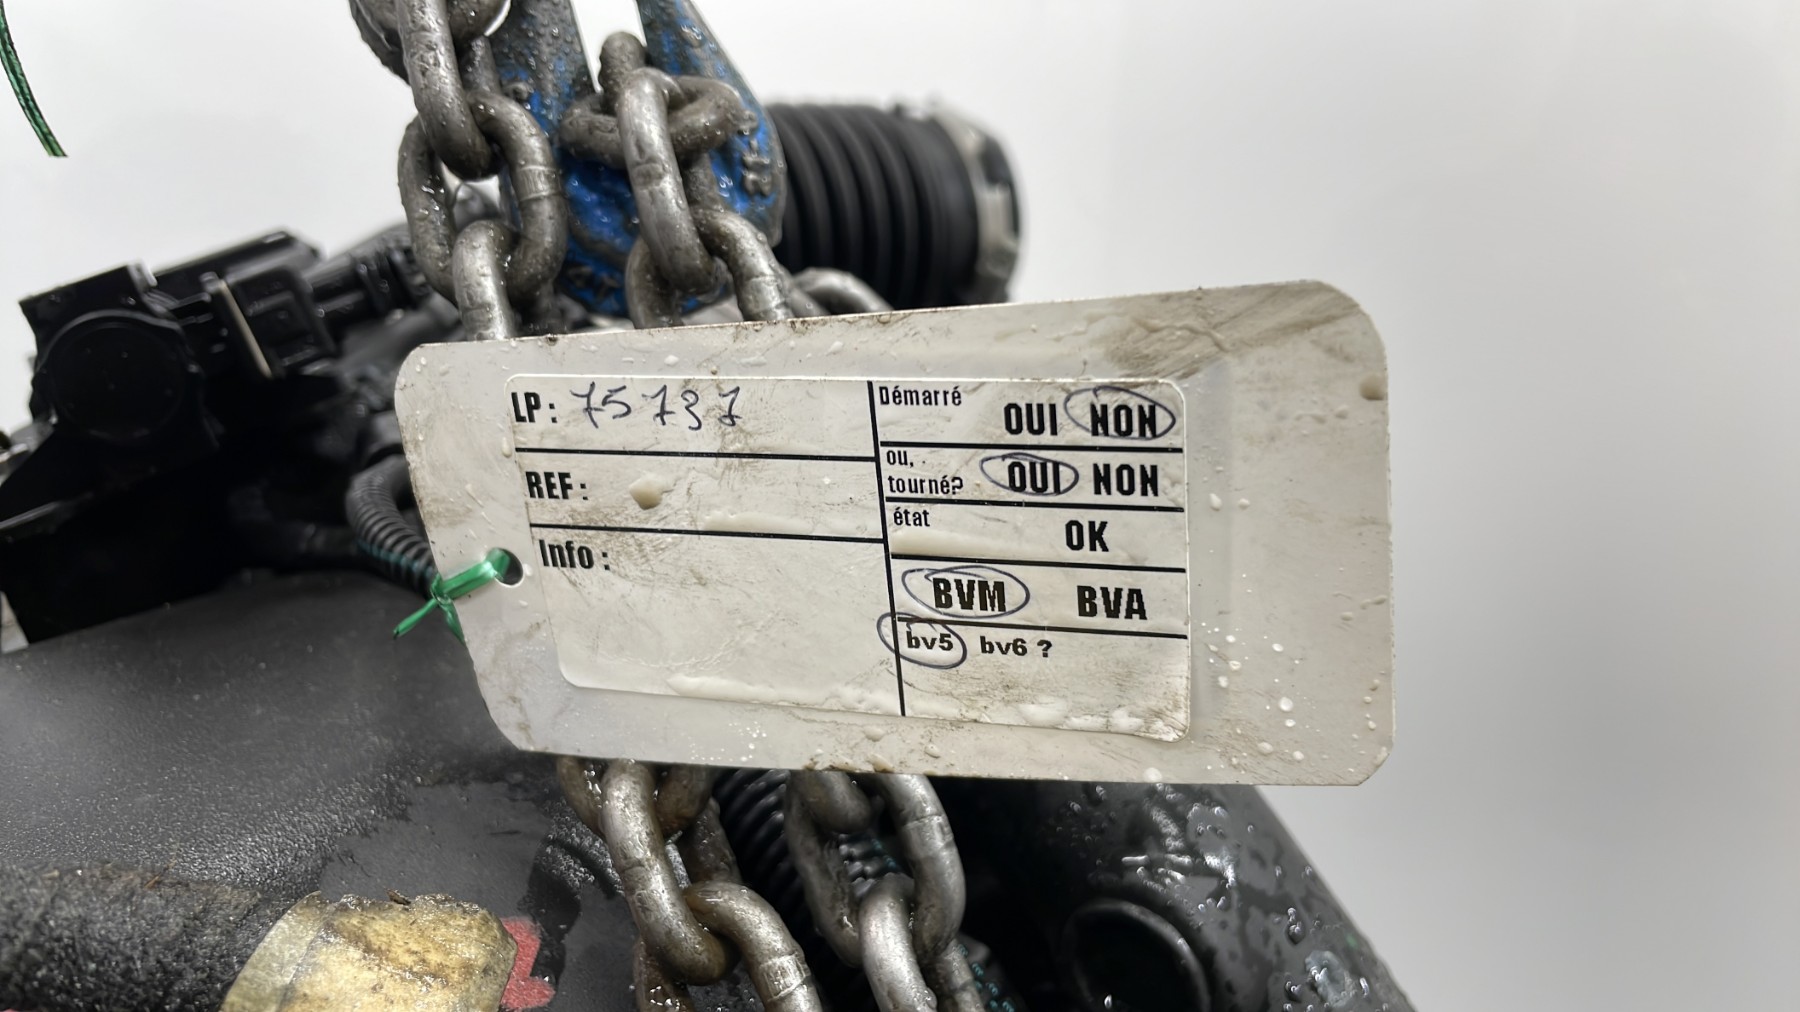 LP: 75737
REF:
Info:
Démarré OUI NON
ou,
tourné? OUI NON
état OK
BVM BVA
bv5 bv6 ?